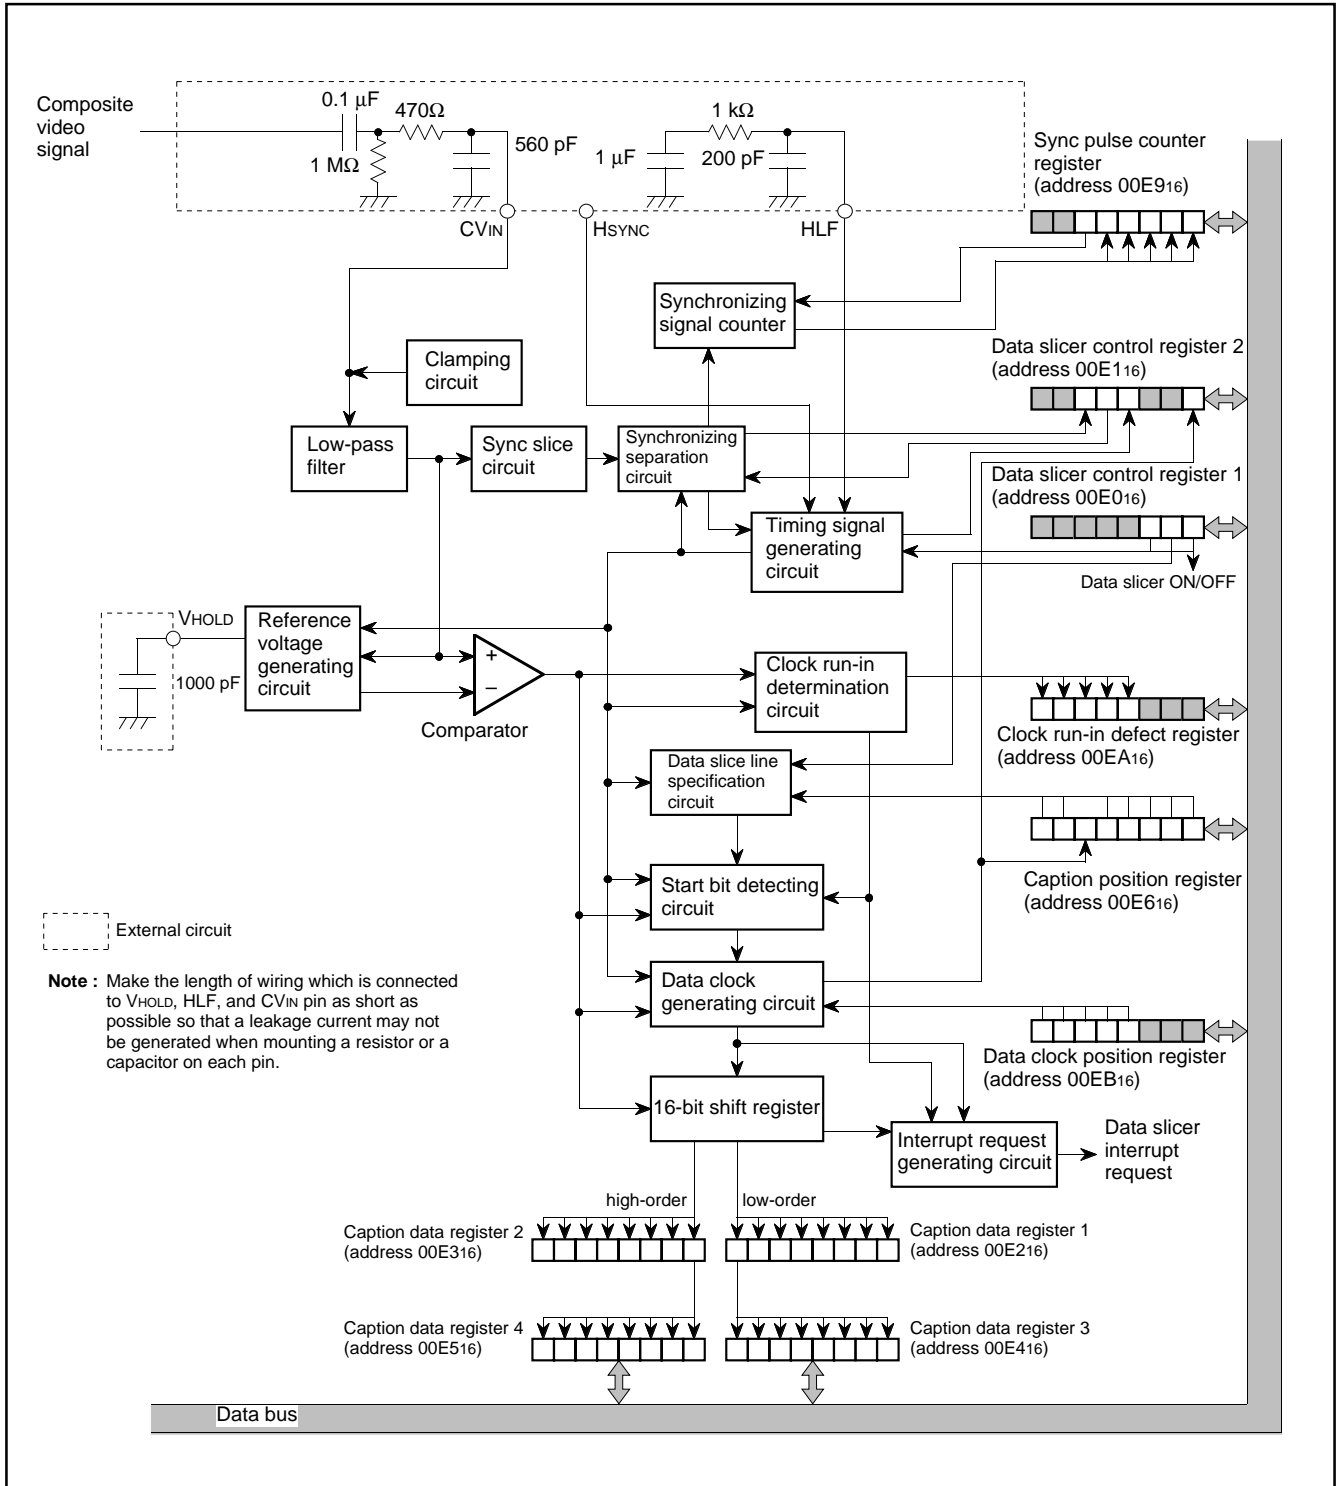 Composite
video
signal
0.1 μF
470Ω
1 MΩ
560 pF
1 kΩ
1 μF
200 pF
CVIN
HSYNC
HLF
Sync pulse counter
register
(address 00E916)
Synchronizing
signal counter
Data slicer control register 2
(address 00E116)
Clamping
circuit
Low-pass
filter
Sync slice
circuit
Synchronizing
separation
circuit
Data slicer control register 1
(address 00E016)
Timing signal
generating
circuit
Data slicer ON/OFF
VHOLD
1000 pF
Reference
voltage
generating
circuit
+
−
Comparator
Clock run-in
determination
circuit
Clock run-in defect register
(address 00EA16)
Data slice line
specification
circuit
Start bit detecting
circuit
Caption position register
(address 00E616)
External circuit
Note : Make the length of wiring which is connected
to VHOLD, HLF, and CVIN pin as short as
possible so that a leakage current may not
be generated when mounting a resistor or a
capacitor on each pin.
Data clock
generating circuit
Data clock position register
(address 00EB16)
16-bit shift register
Interrupt request
generating circuit
Data slicer
interrupt
request
high-order
low-order
Caption data register 2
(address 00E316)
Caption data register 1
(address 00E216)
Caption data register 4
(address 00E516)
Caption data register 3
(address 00E416)
Data bus